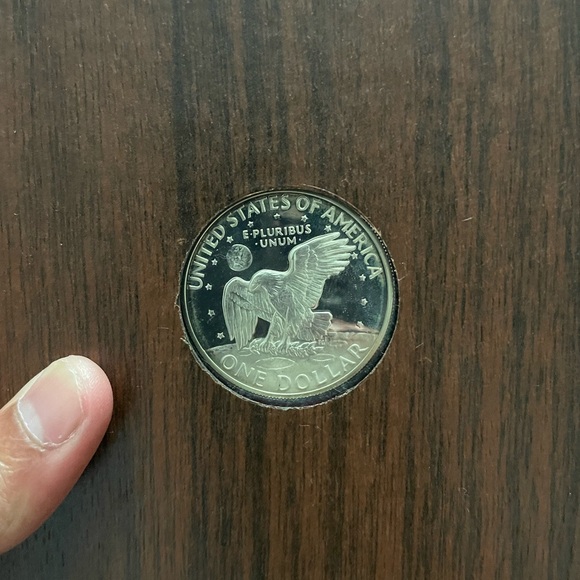 UNITED STATES OF AMERICA
E·PLURIBUS
·UNUM·
ONE DOLLAR